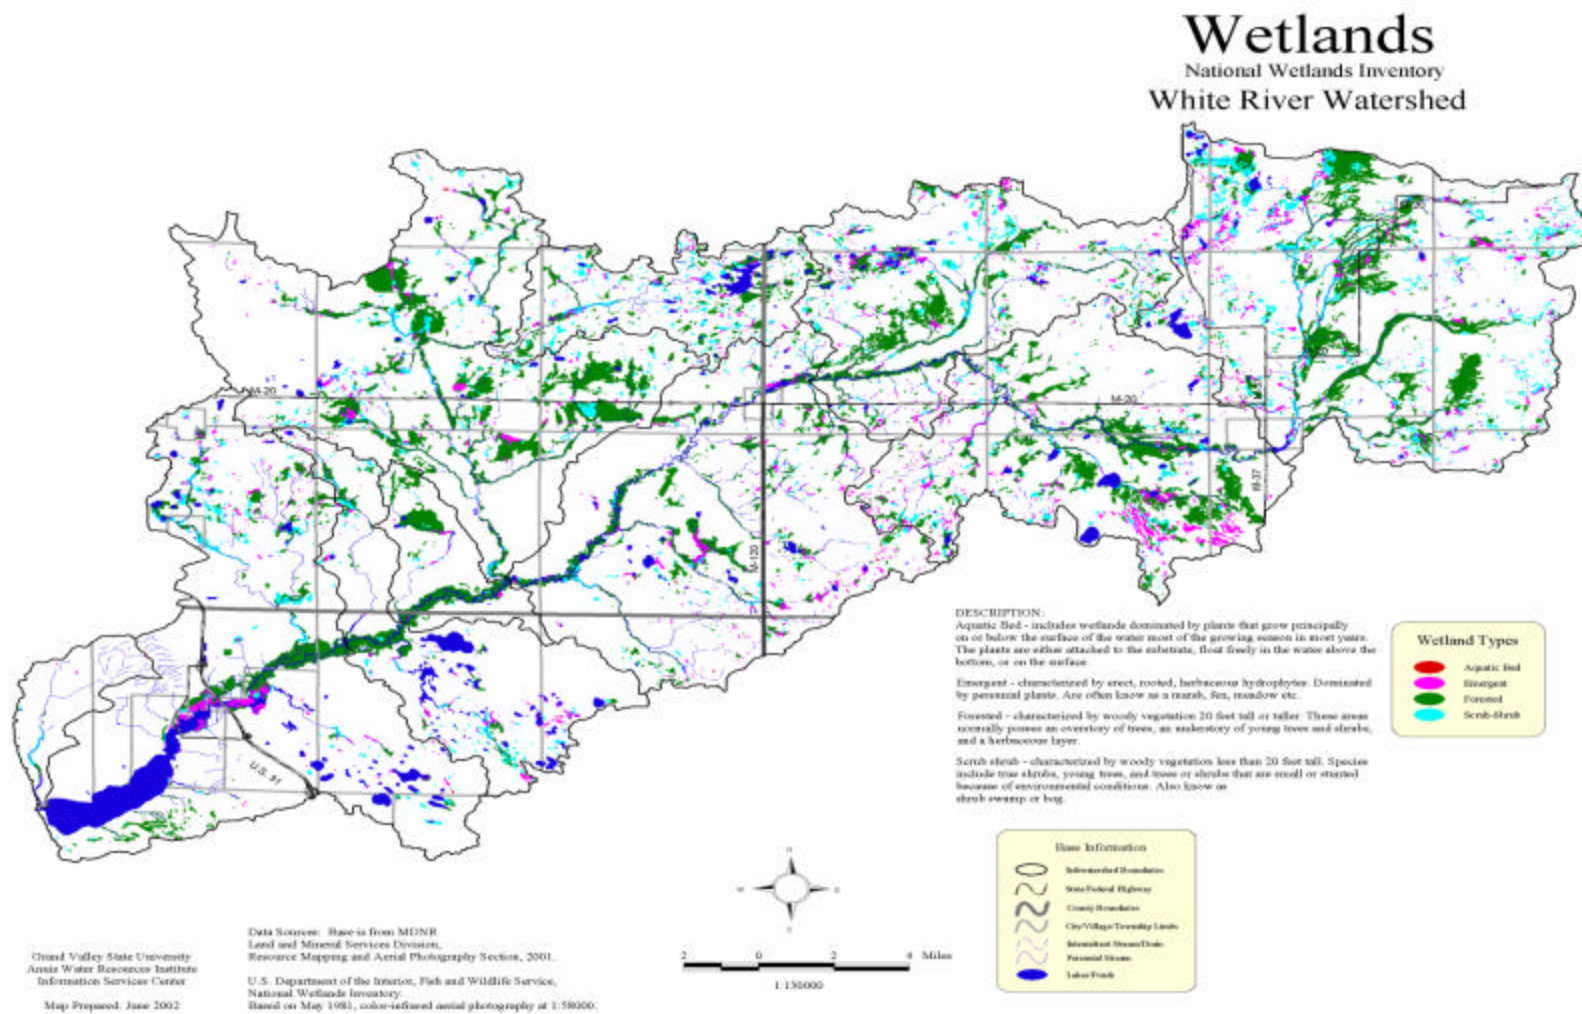 Wetlands
National Wetlands Inventory
White River Watershed
M-20
M-20
M-37
M-120
U.S. 31
DESCRIPTION:
Aquatic Bed - includes wetlands dominated by plants that grow principally
on or below the surface of the water most of the growing season in most years.
The plants are either attached to the substrate, float freely in the water above the
bottom, or on the surface
Emergent - characterized by erect, rooted, herbaceous hydrophytes. Dominated
by perennial plants. Are often know as a marsh, fen, meadow etc.
Forested - characterized by woody vegetation 20 feet tall or taller. These areas
normally posses an overstory of trees, an understory of young trees and shrubs,
and a herbaceous layer.
Scrub shrub - characterized by woody vegetation less than 20 feet tall. Species
include true shrubs, young trees, and trees or shrubs that are small or stunted
because of environmental conditions. Also know as
shrub swamp or bog.
Wetland Types
Aquatic Bed
Emergent
Forested
Scrub-Shrub
Base Information
Subwatershed Boundaries
State/Federal Highway
County Boundaries
City/Village/Township Limits
Intermittent Stream/Drain
Perennial Stream
Lakes/Ponds
N
W
E
S
2 0 2 4 Miles
1:130000
Grand Valley State University
Annis Water Resources Institute
Information Services Center
Map Prepared: June 2002
Data Sources: Base is from MDNR
Land and Mineral Services Division,
Resource Mapping and Aerial Photography Section, 2001.
U.S. Department of the Interior, Fish and Wildlife Service,
National Wetlands Inventory.
Based on May 1981, color-infrared aerial photography at 1:58000.